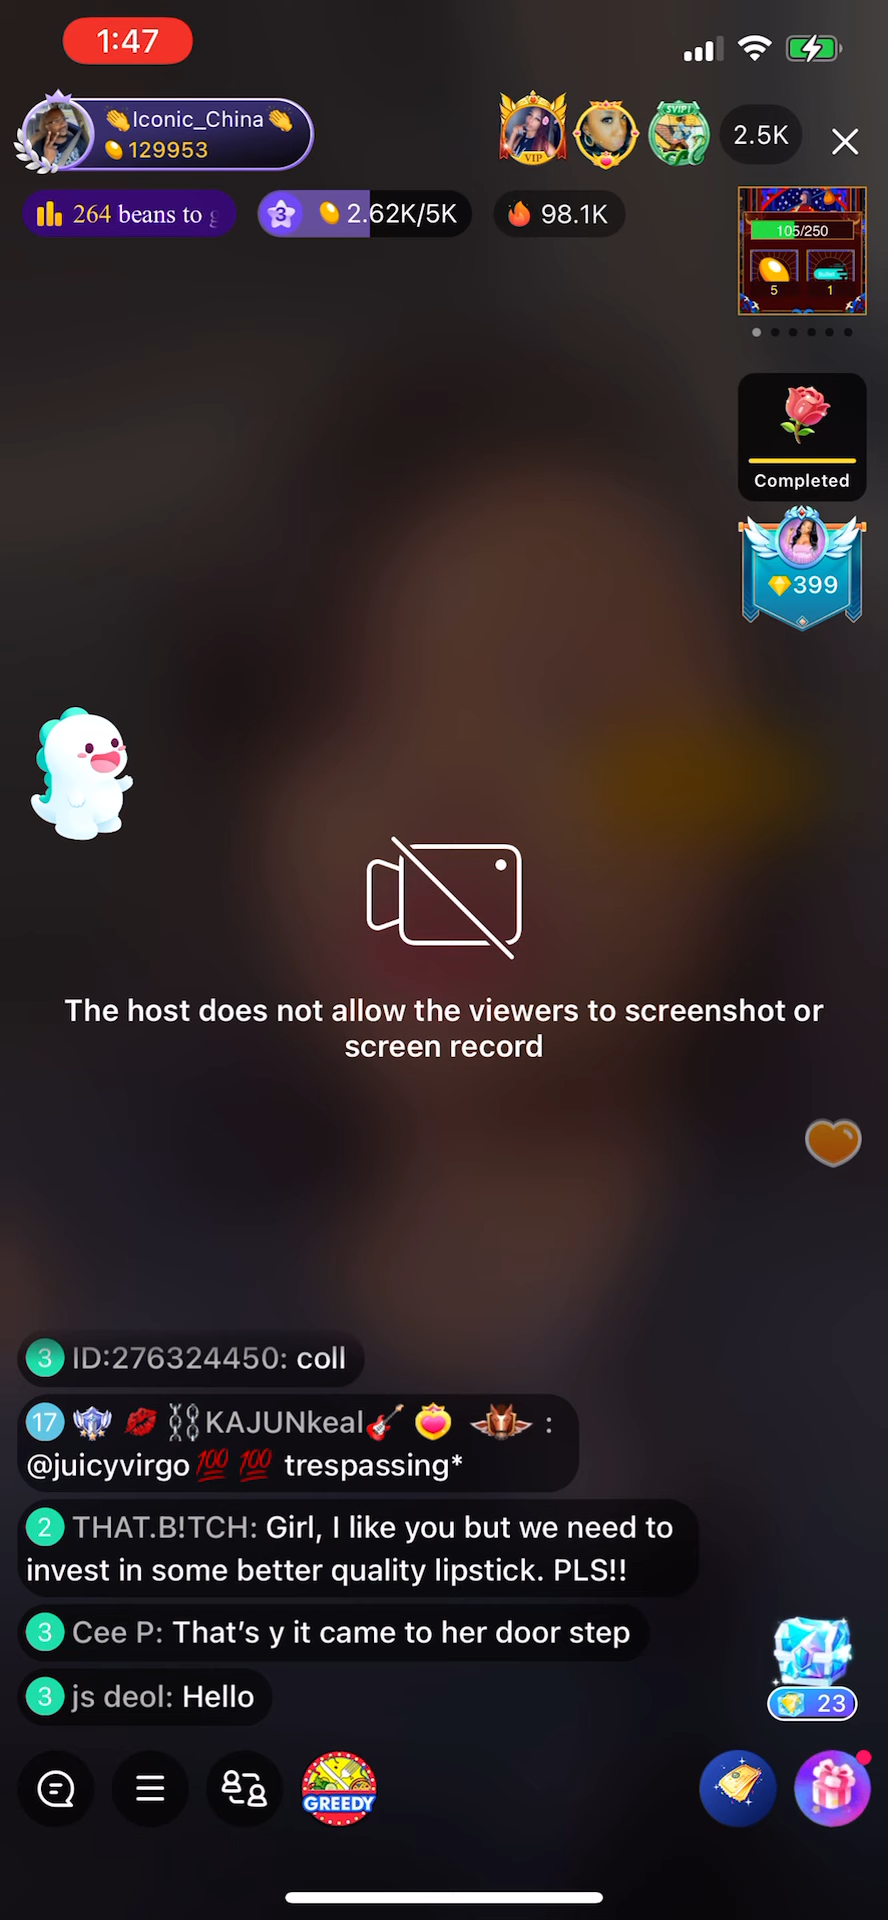 1:47
👏Iconic_China👏
129953
VIP
SVIP1
2.5K
264 beans to
3 2.62K/5K
98.1K
105/250
5 1
Completed
399
The host does not allow the viewers to screenshot or
screen record
3 ID:276324450: coll
17 💋 ⛓KAJUNkeal🎸 :
@juicyvirgo💯 💯 trespassing*
2 THAT.B!TCH: Girl, I like you but we need to
invest in some better quality lipstick. PLS!!
3 Cee P: That's y it came to her door step
3 js deol: Hello
23
GREEDY